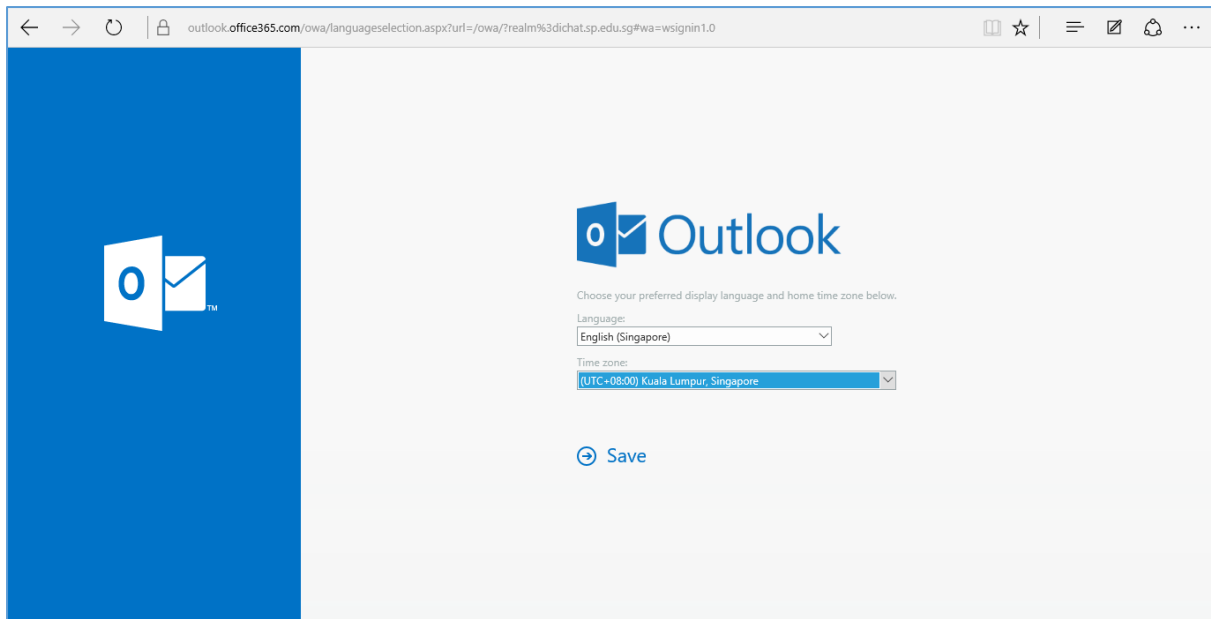 outlook.office365.com/owa/languageselection.aspx?url=/owa/?realm%3dichat.sp.edu.sg#wa=wsignin1.0
O
TM
O Outlook
Choose your preferred display language and home time zone below.
Language:
English (Singapore)
Time zone:
(UTC+08:00) Kuala Lumpur, Singapore
Save